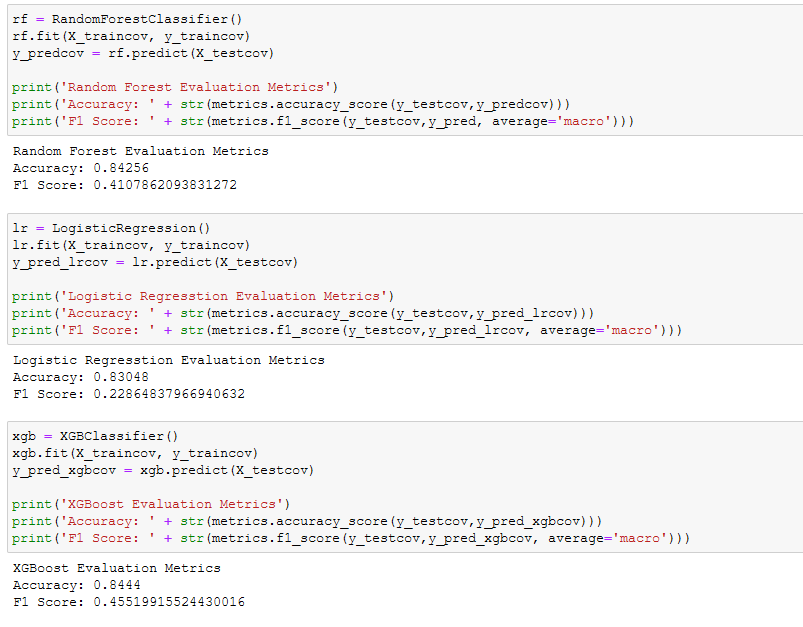 rf = RandomForestClassifier()
rf.fit(X_traincov, y_traincov)
y_predcov = rf.predict(X_testcov)
print('Random Forest Evaluation Metrics')
print('Accuracy: ' + str(metrics.accuracy_score(y_testcov,y_predcov)))
print('F1 Score: ' + str(metrics.f1_score(y_testcov,y_pred, average='macro')))
Random Forest Evaluation Metrics
Accuracy: 0.84256
F1 Score: 0.4107862093831272
lr = LogisticRegression()
lr.fit(X_traincov, y_traincov)
y_pred_lrcov = lr.predict(X_testcov)
print('Logistic Regresstion Evaluation Metrics')
print('Accuracy: ' + str(metrics.accuracy_score(y_testcov,y_pred_lrcov)))
print('F1 Score: ' + str(metrics.f1_score(y_testcov,y_pred_lrcov, average='macro')))
Logistic Regresstion Evaluation Metrics
Accuracy: 0.83048
F1 Score: 0.22864837966940632
xgb = XGBClassifier()
xgb.fit(X_traincov, y_traincov)
y_pred_xgbcov = xgb.predict(X_testcov)
print('XGBoost Evaluation Metrics')
print('Accuracy: ' + str(metrics.accuracy_score(y_testcov,y_pred_xgbcov)))
print('F1 Score: ' + str(metrics.f1_score(y_testcov,y_pred_xgbcov, average='macro')))
XGBoost Evaluation Metrics
Accuracy: 0.8444
F1 Score: 0.45519915524430016